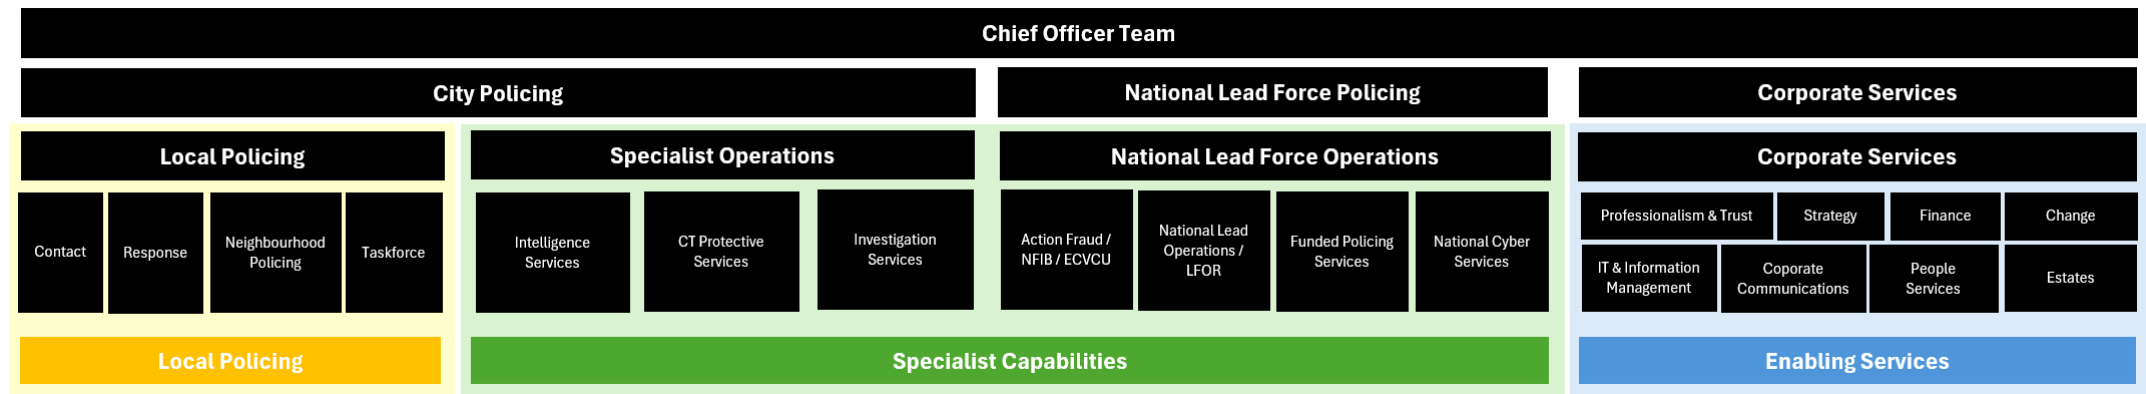 Chief Officer Team
City Policing
National Lead Force Policing
Corporate Services
Local Policing
Specialist Operations
National Lead Force Operations
Corporate Services
Contact
Response
Neighbourhood
Policing
Taskforce
Intelligence
Services
CT Protective
Services
Investigation
Services
Action Fraud /
NFIB / ECVCU
National Lead
Operations /
LFOR
Funded Policing
Services
National Cyber
Services
Professionalism & Trust
Strategy
Finance
Change
IT & Information
Management
Coporate
Communications
People
Services
Estates
Local Policing
Specialist Capabilities
Enabling Services